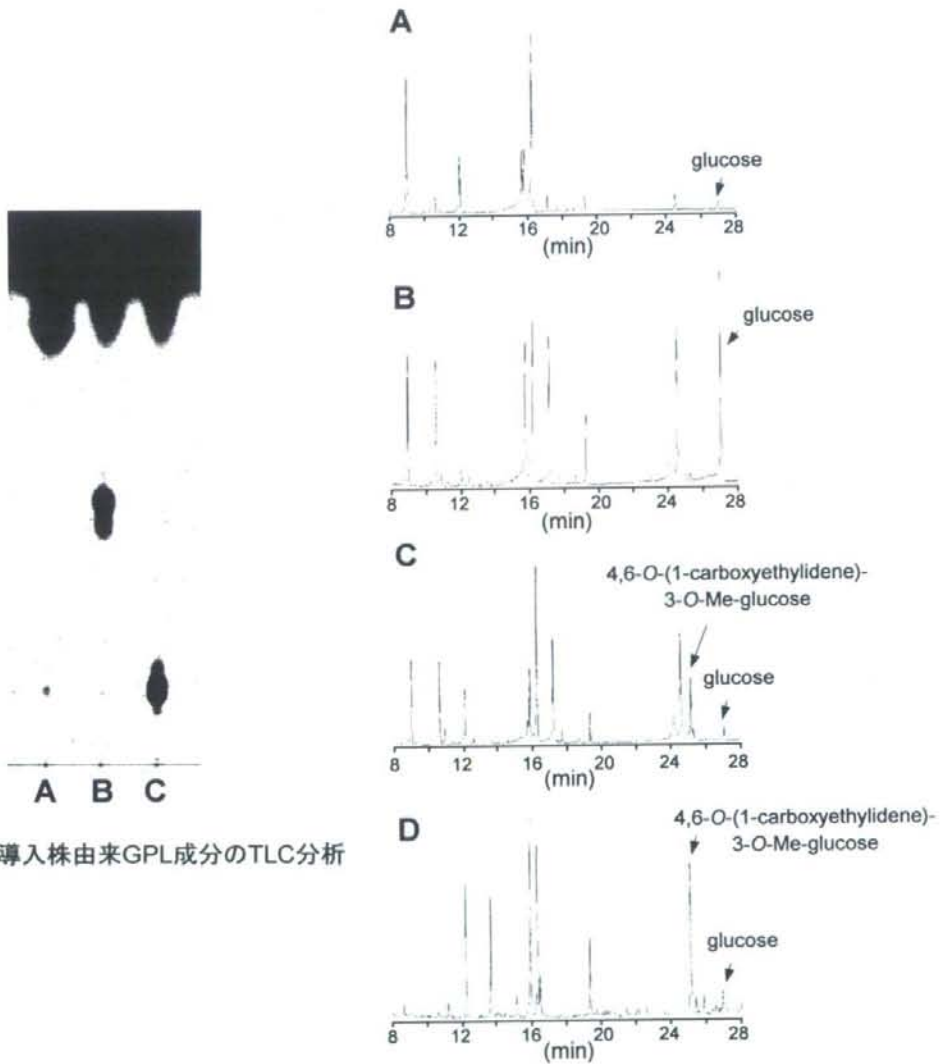 A B C
導入株由来GPL成分のTLC分析
A
glucose
8 12 16 20 24 28
(min)
B
glucose
8 12 16 20 24 28
(min)
C
4,6-O-(1-carboxyethylidene)-
3-O-Me-glucose
glucose
8 12 16 20 24 28
(min)
D
4,6-O-(1-carboxyethylidene)-
3-O-Me-glucose
glucose
8 12 16 20 24 28
(min)